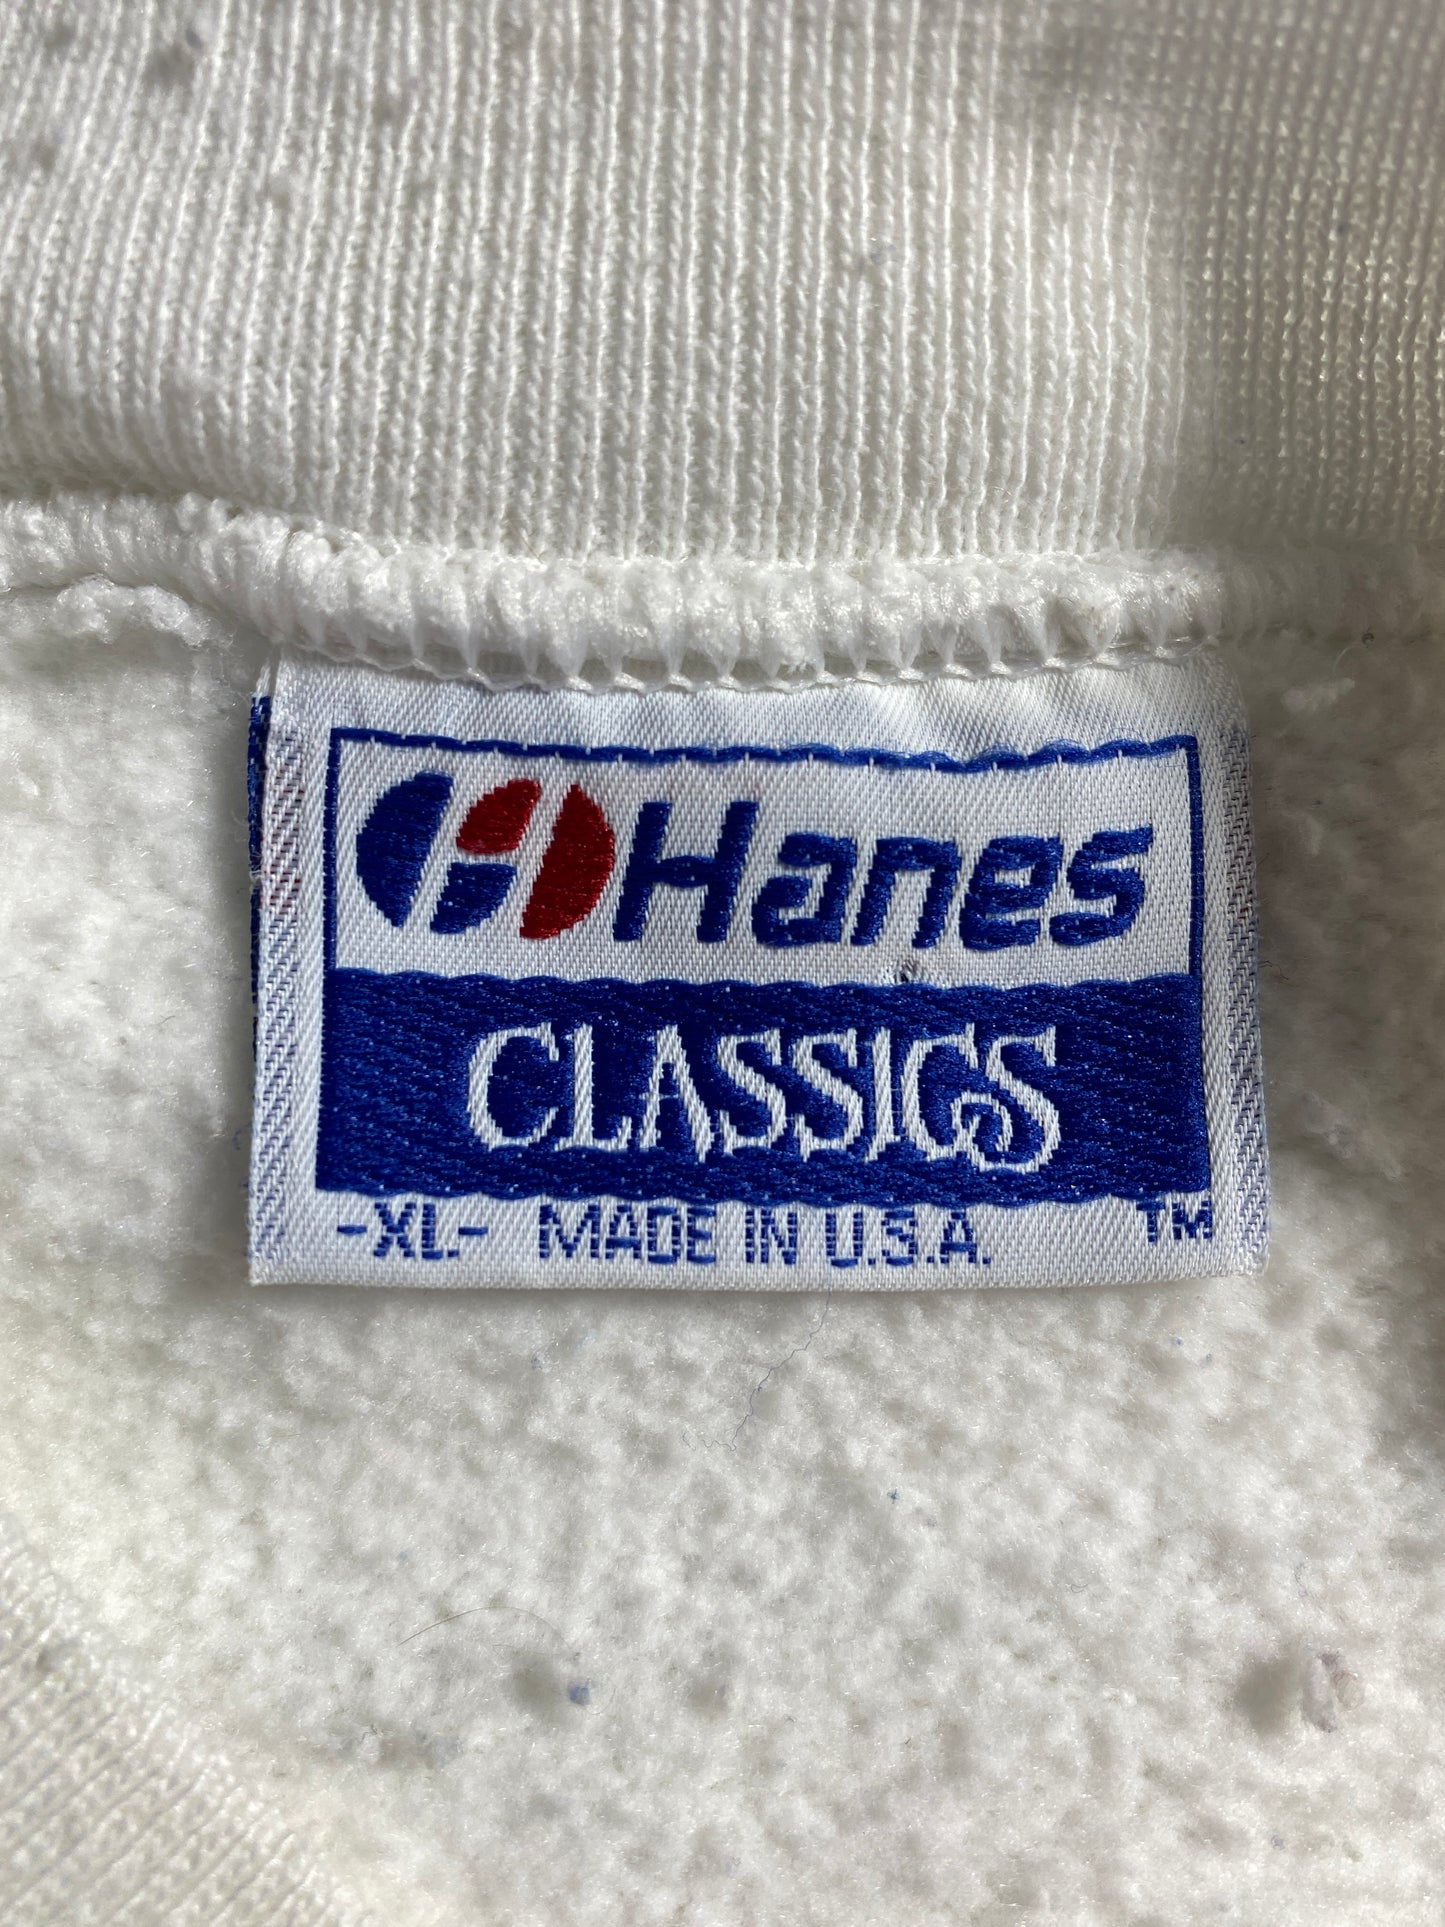 Hanes
CLASSICS
-XL- MADE IN U.S.A. TM